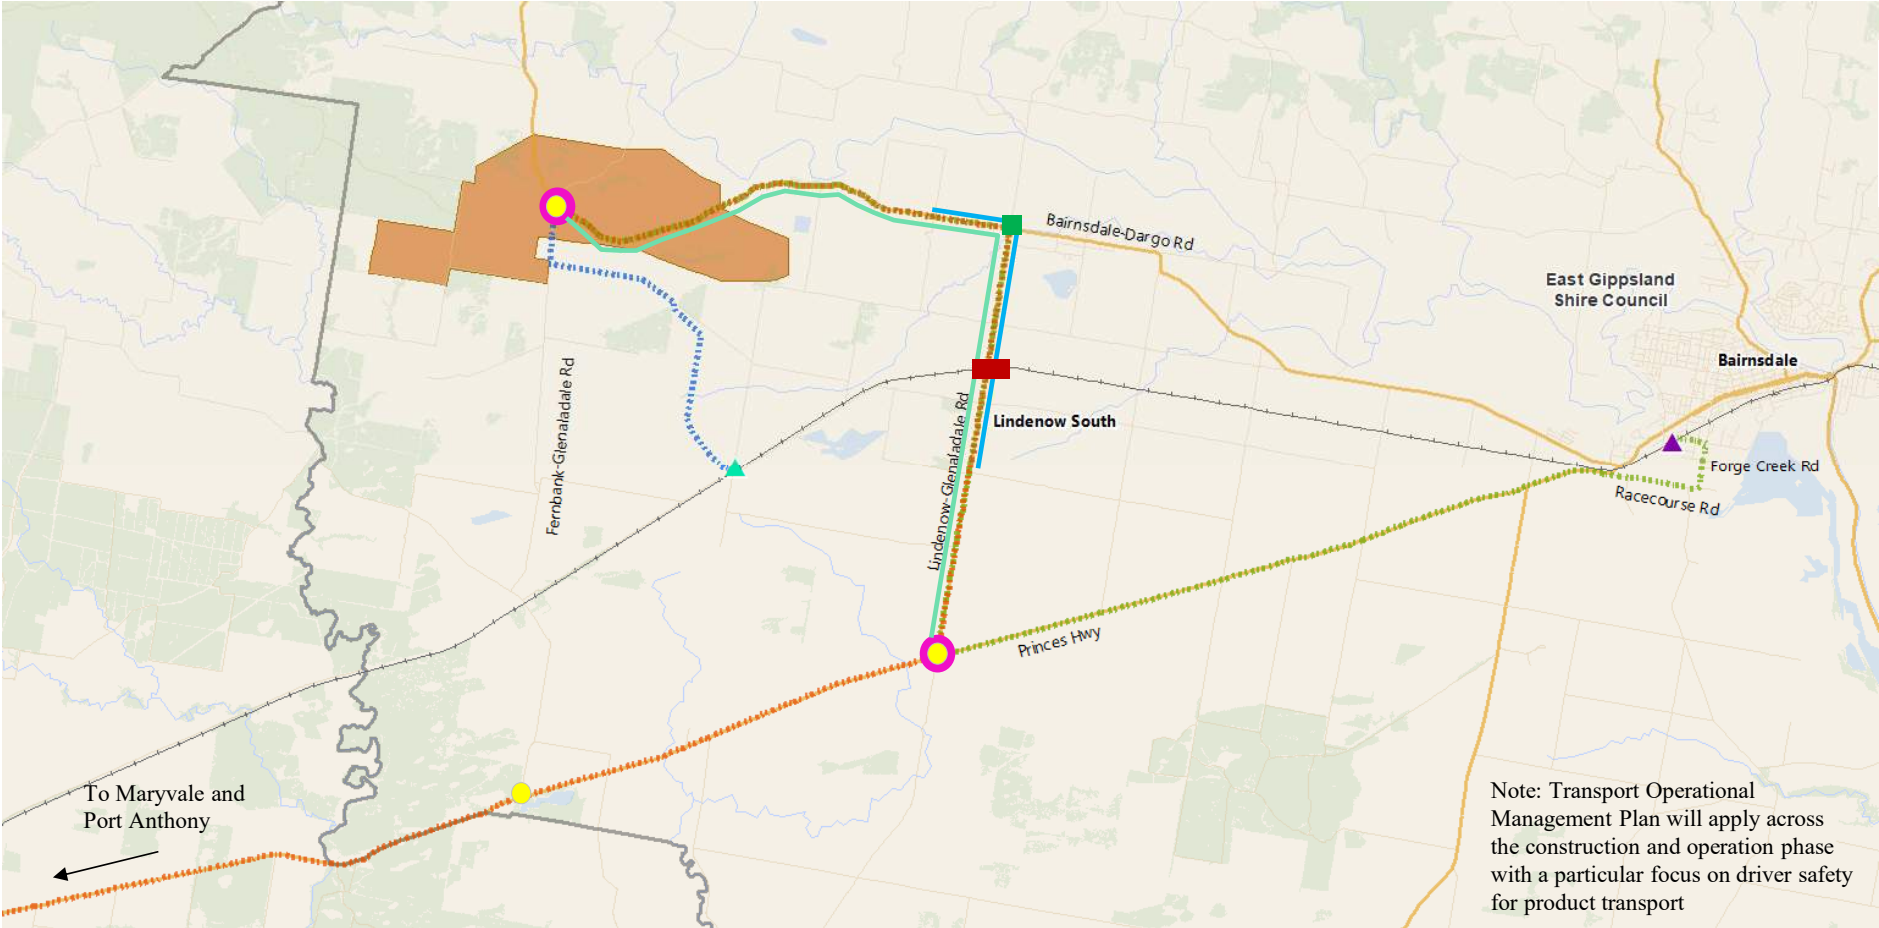 Bairnsdale-Dargo Rd
East Gippsland
Shire Council
Bairnsdale
Fernbank-Glenaladale Rd
Lindenow-Glenaladale Rd
Lindenow South
Forge Creek Rd
Racecourse Rd
Princes Hwy
To Maryvale and
Port Anthony
Note: Transport Operational
Management Plan will apply across
the construction and operation phase
with a particular focus on driver safety
for product transport